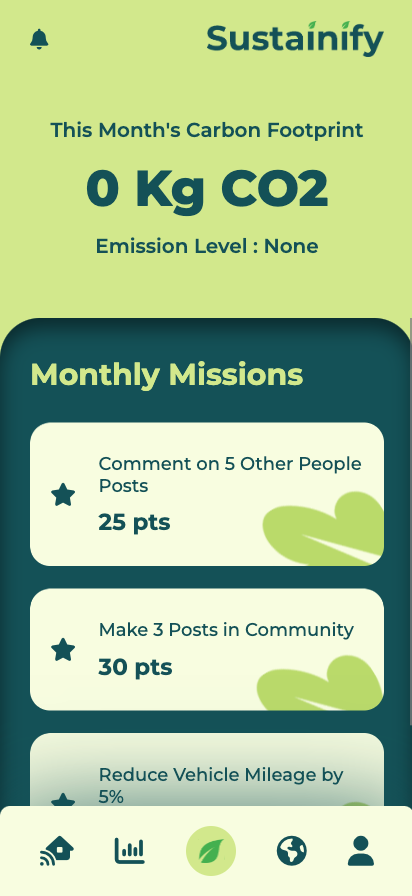 Sustainify
This Month's Carbon Footprint
0 Kg CO2
Emission Level : None
Monthly Missions
Comment on 5 Other People
Posts
25 pts
Make 3 Posts in Community
30 pts
Reduce Vehicle Mileage by
5%